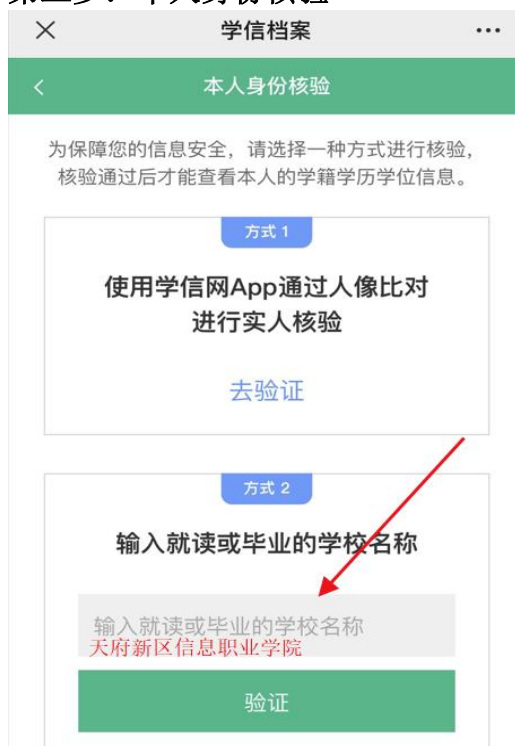 学信档案
本人身份核验
为保障您的信息安全，请选择一种方式进行核验，
核验通过后才能查看本人的学籍学历学位信息。
方式 1
使用学信网App通过人像比对
进行实人核验
去验证
方式 2
输入就读或毕业的学校名称
输入就读或毕业的学校名称
天府新区信息职业学院
验证